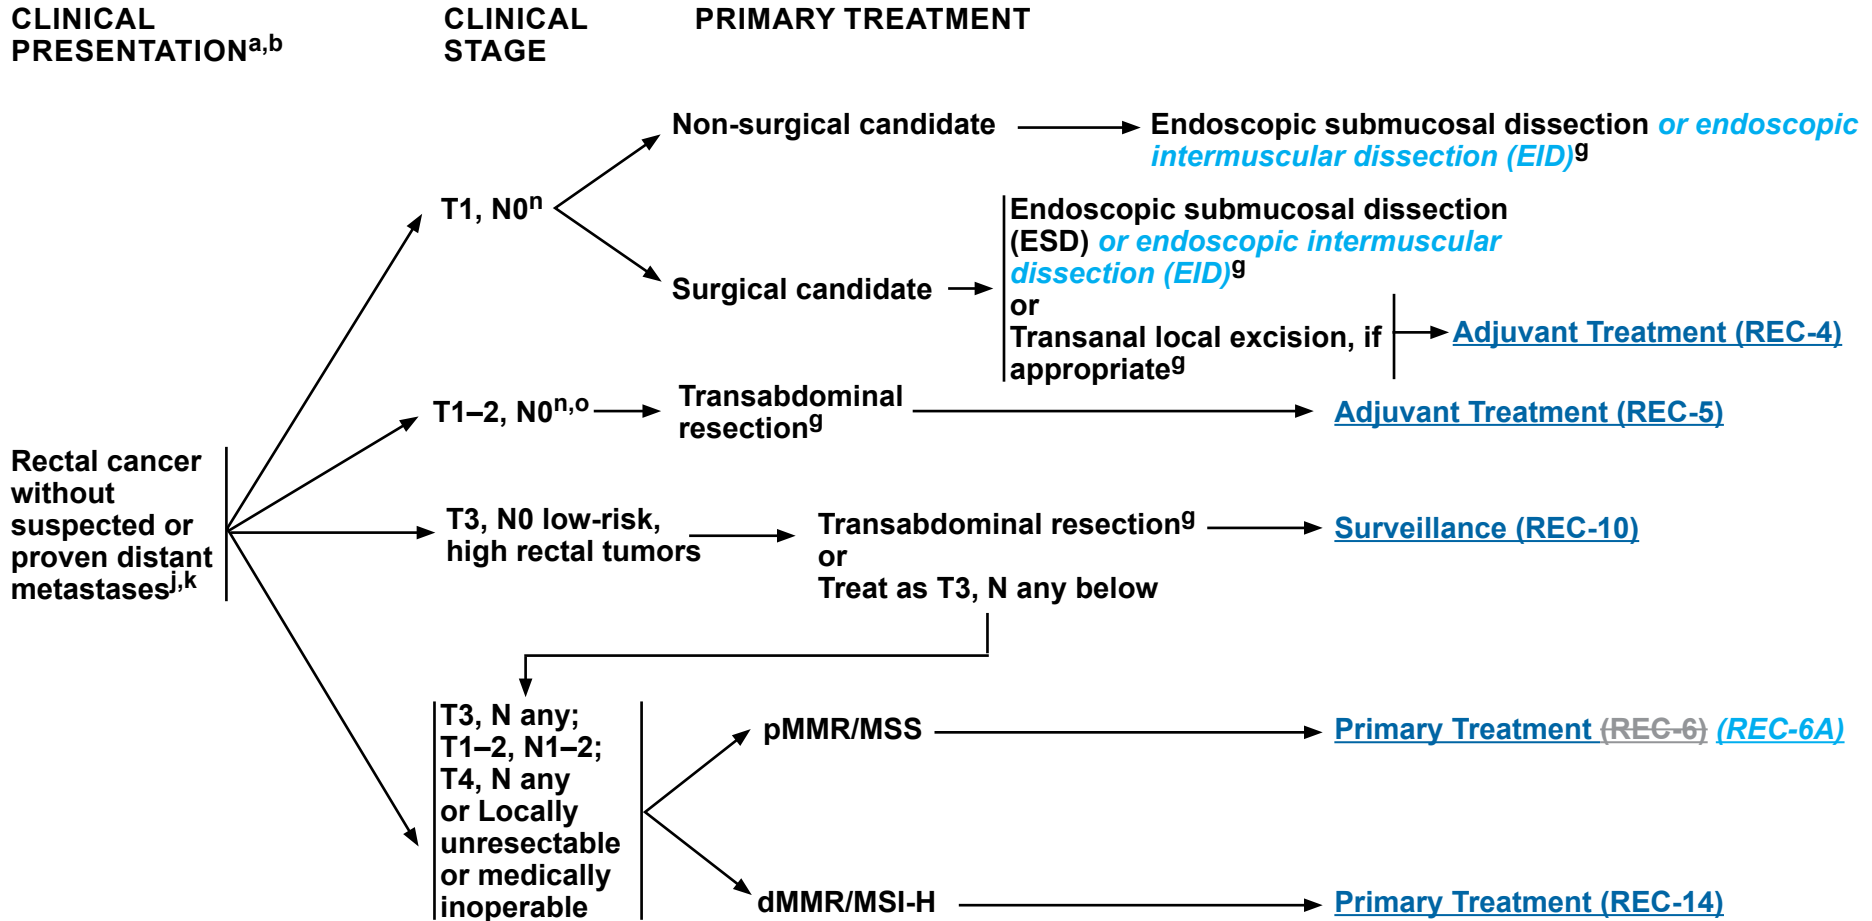 CLINICAL
PRESENTATIONa,b
CLINICAL
STAGE
PRIMARY TREATMENT
Non-surgical candidate
Endoscopic submucosal dissection or endoscopic
intermuscular dissection (EID)g
T1, N0n
Surgical candidate
Endoscopic submucosal dissection
(ESD) or endoscopic intermuscular
dissection (EID)g
or
Transanal local excision, if
appropriateg
Adjuvant Treatment (REC-4)
T1–2, N0n,o
Transabdominal
resectiong
Adjuvant Treatment (REC-5)
Rectal cancer
without
suspected or
proven distant
metastasesj,k
T3, N0 low-risk,
high rectal tumors
Transabdominal resectiong
or
Treat as T3, N any below
Surveillance (REC-10)
T3, N any;
T1–2, N1–2;
T4, N any
or Locally
unresectable
or medically
inoperable
pMMR/MSS
Primary Treatment (REC-6) (REC-6A)
dMMR/MSI-H
Primary Treatment (REC-14)